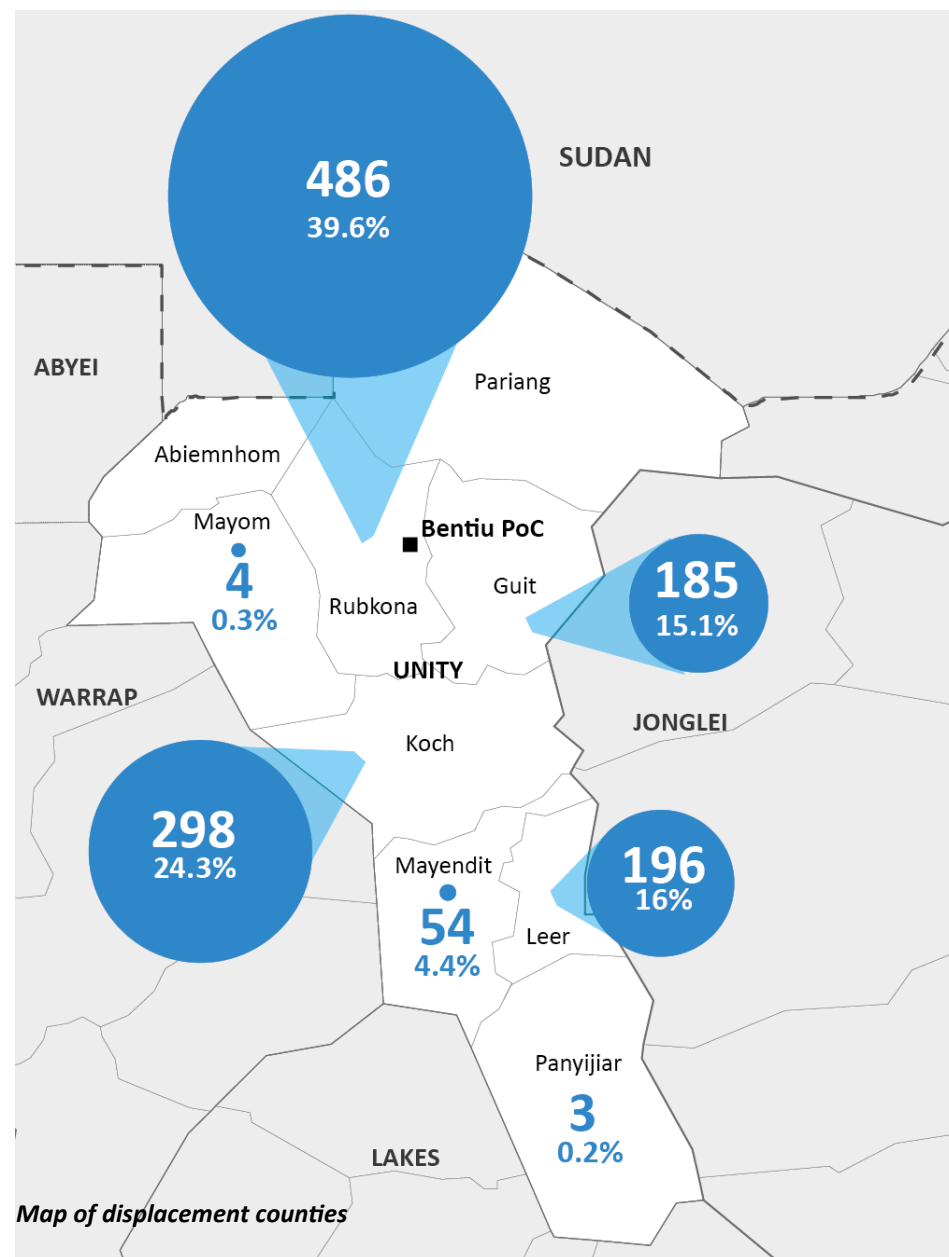 486
39.6%
SUDAN
ABYEI
Pariang
Abiemnhom
Mayom
4
0.3%
Bentiu PoC
Rubkona
Guit
185
15.1%
UNITY
WARRAP
JONGLEI
Koch
298
24.3%
Mayendit
54
4.4%
196
16%
Leer
Panyijiar
3
0.2%
LAKES
Map of displacement counties